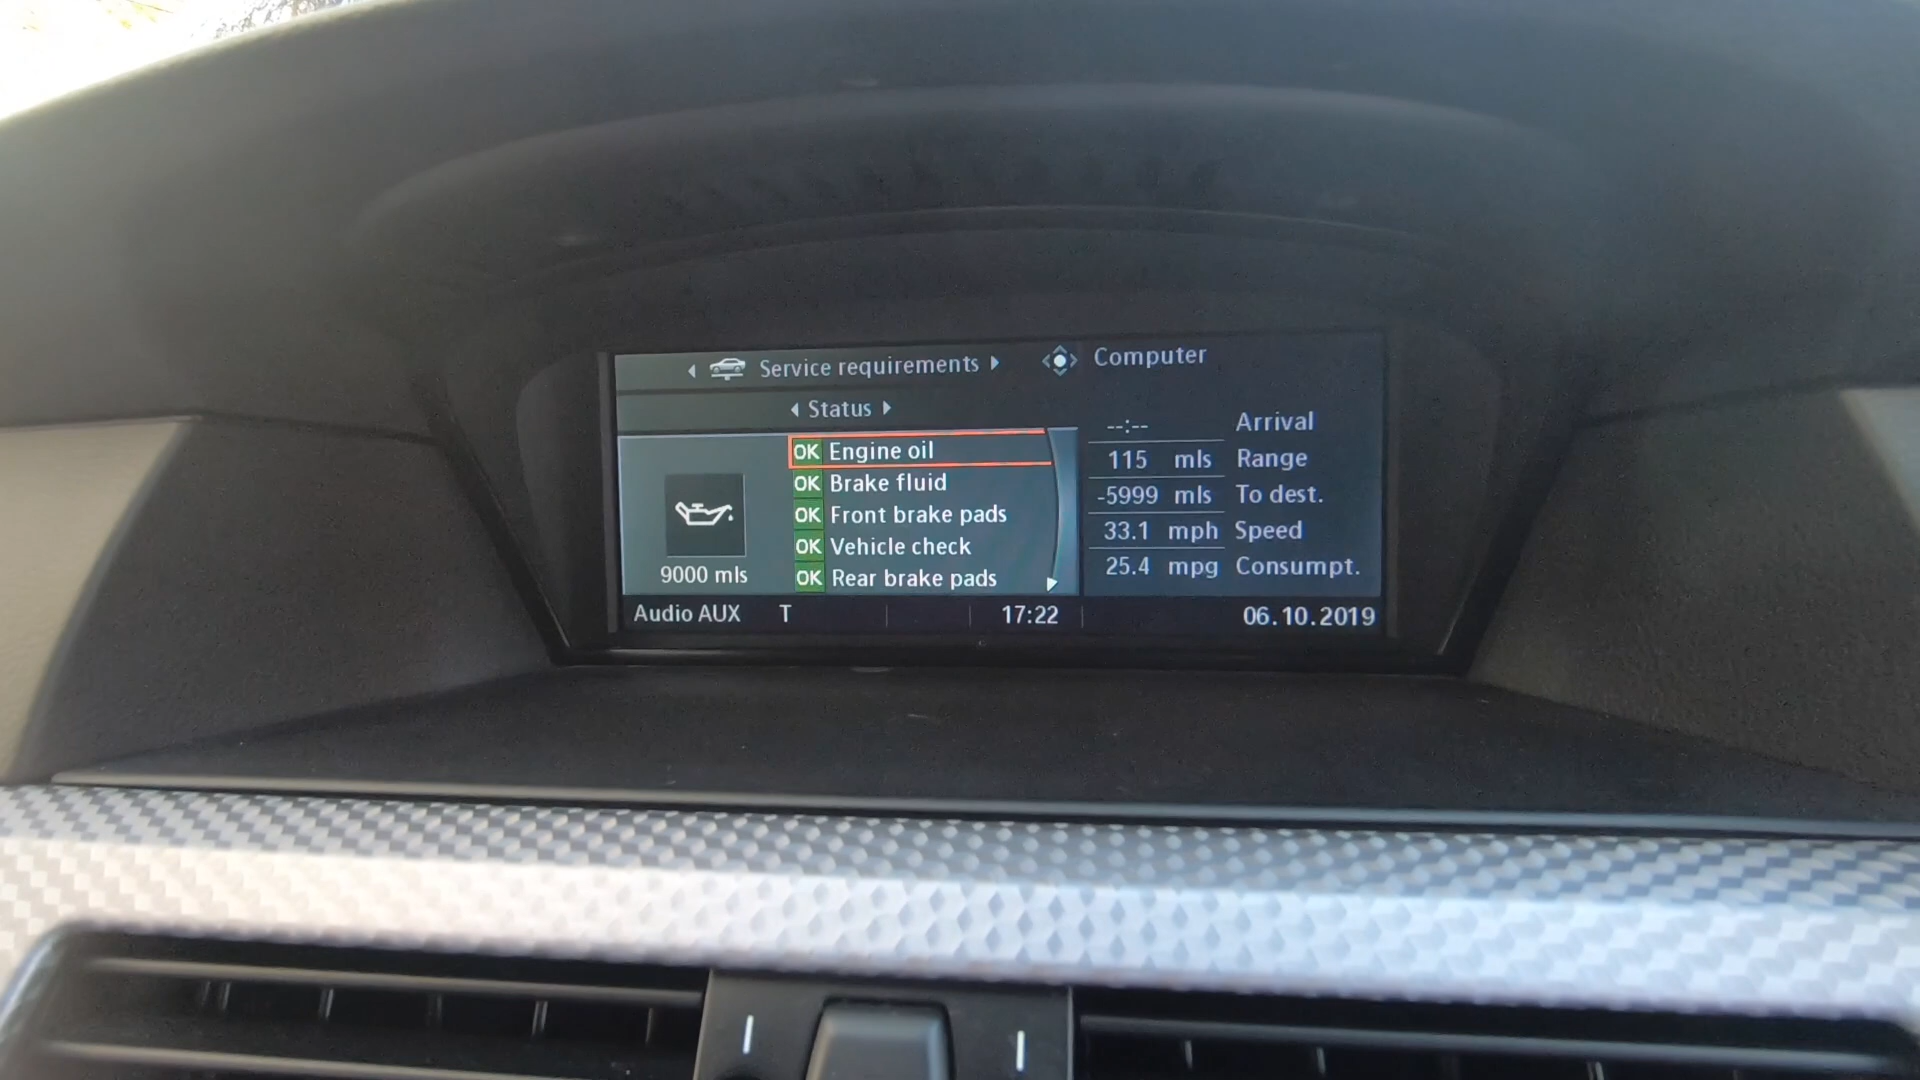 Service requirements
Status
OK Engine oil
OK Brake fluid
OK Front brake pads
OK Vehicle check
OK Rear brake pads
9000 mls
Computer
--:-- Arrival
115 mls Range
-5999 mls To dest.
33.1 mph Speed
25.4 mpg Consumpt.
Audio AUX T 17:22 06.10.2019